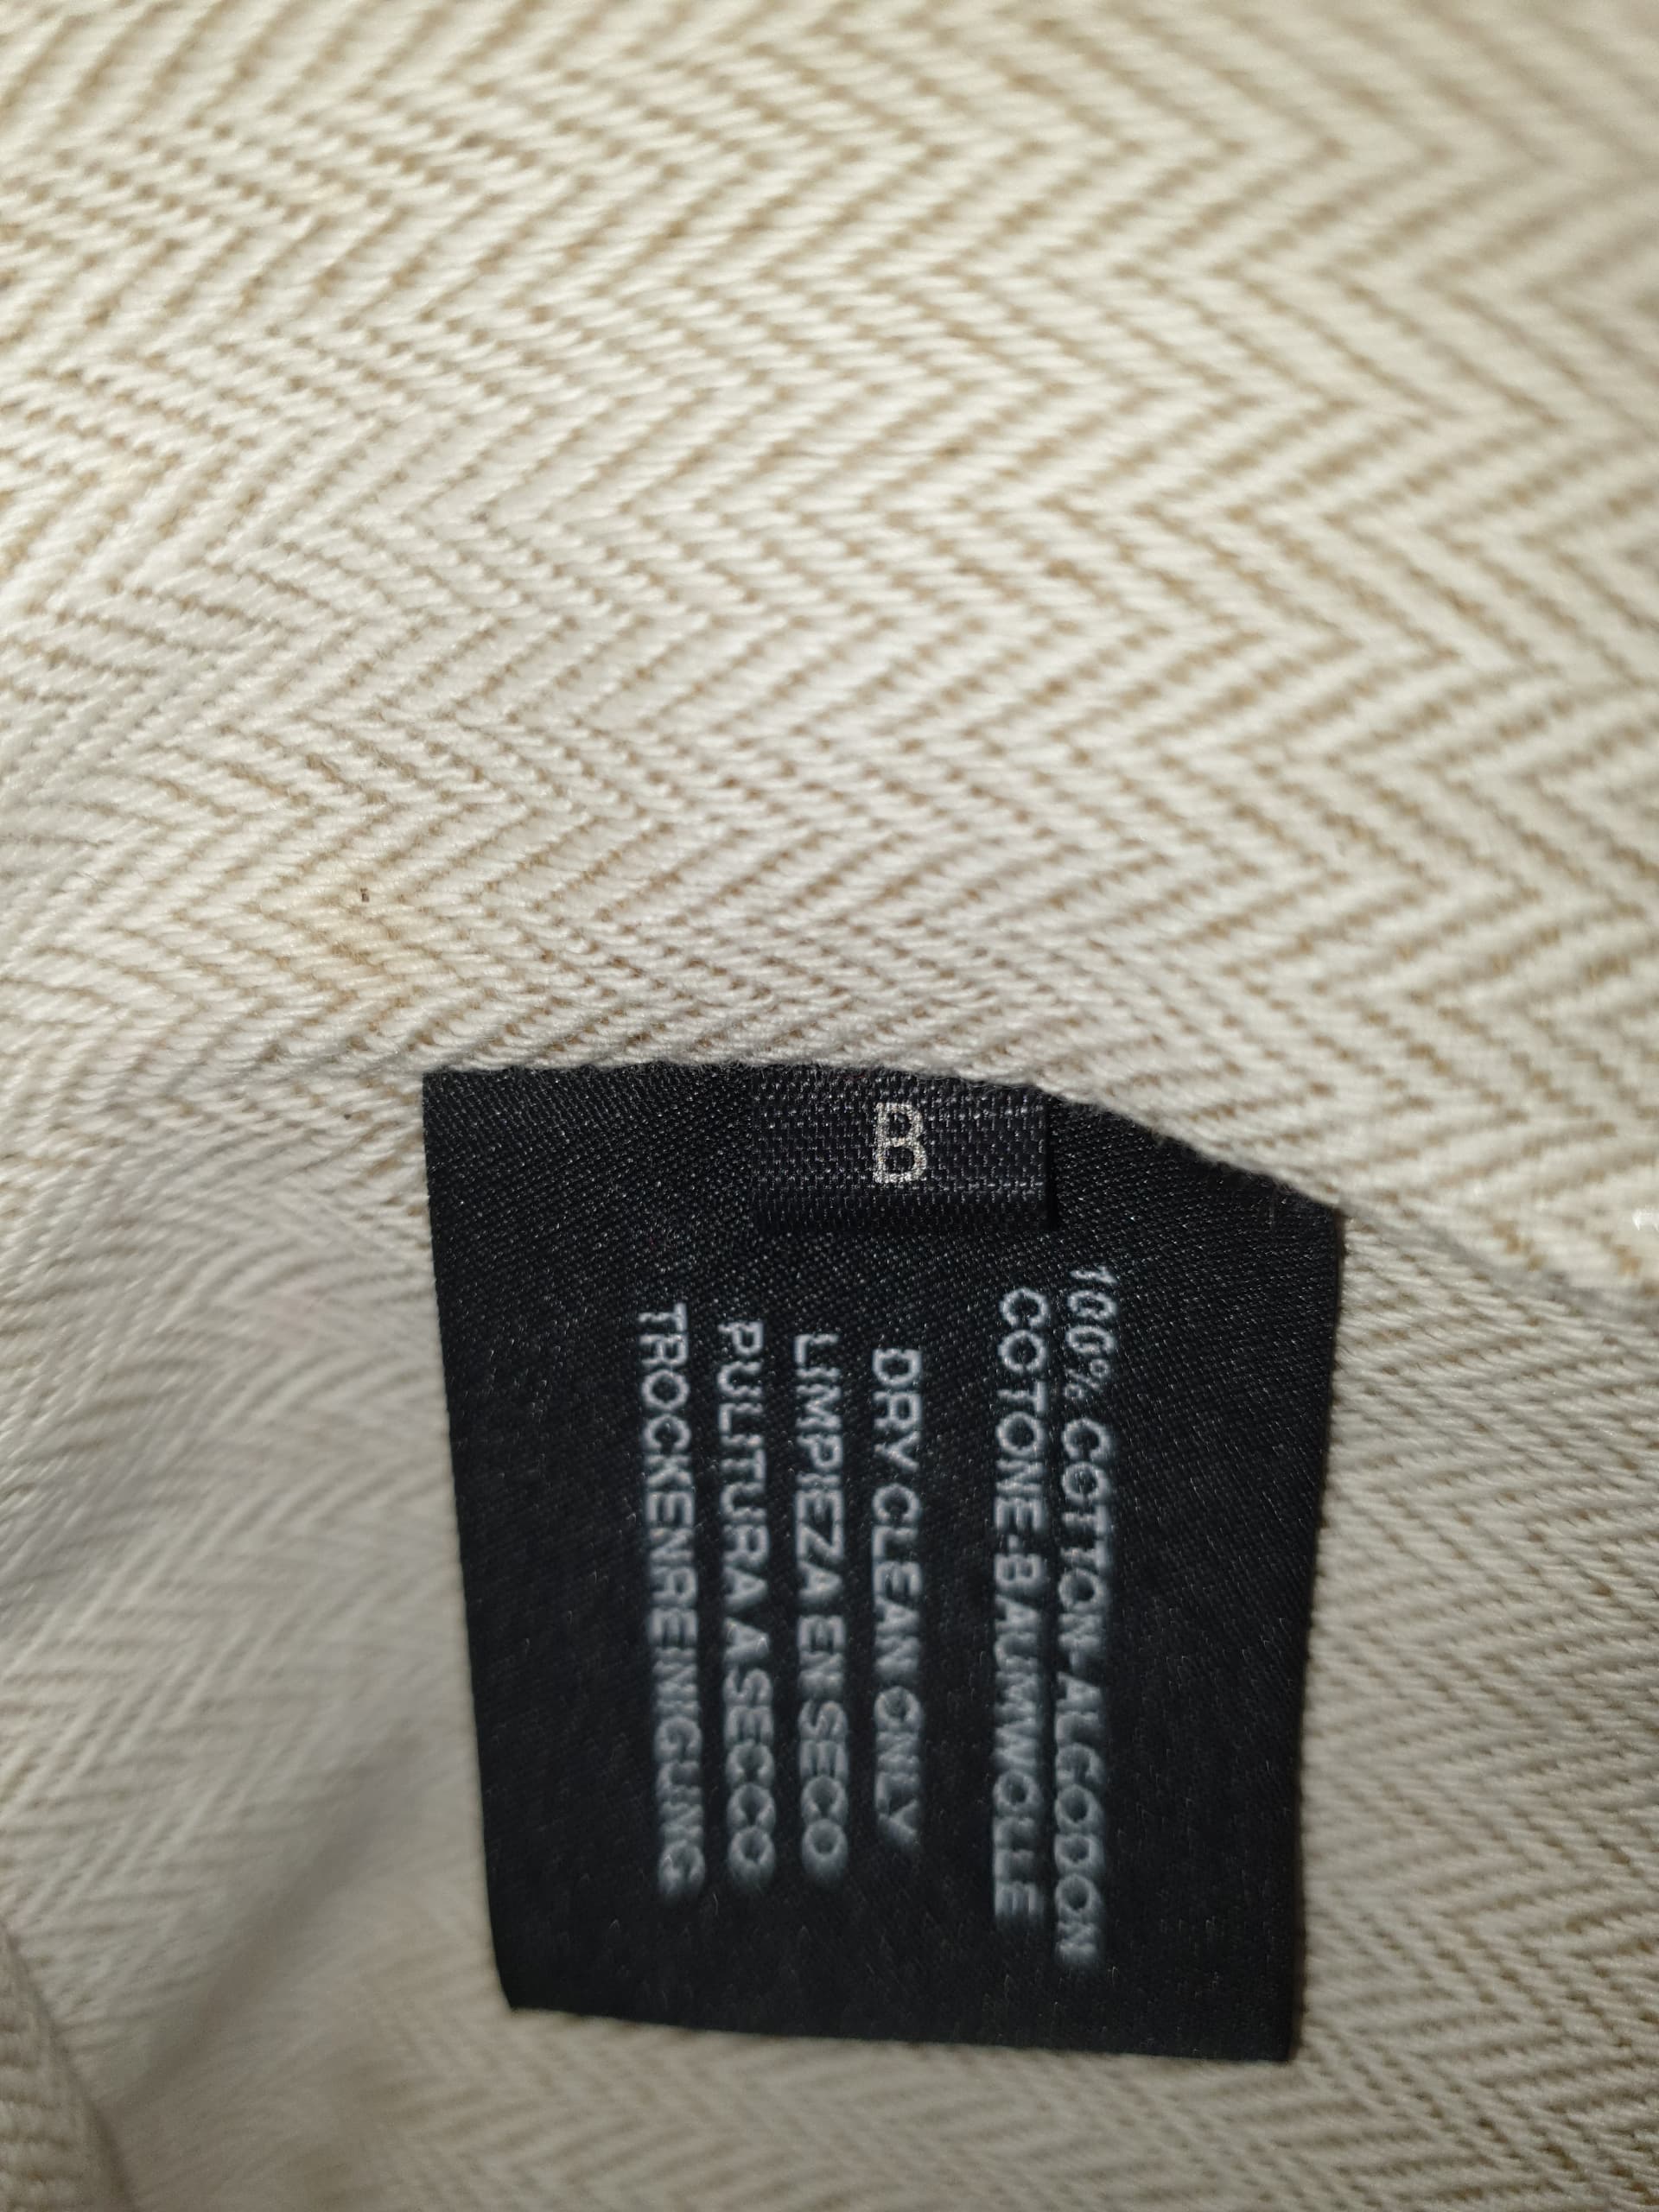 B
100% COTTON-ALGODON
COTONE-BAUMWOLLE
DRY CLEAN ONLY
LIMPIEZA EN SECO
PULITURA A SECCO
TROCKENREINIGUNG